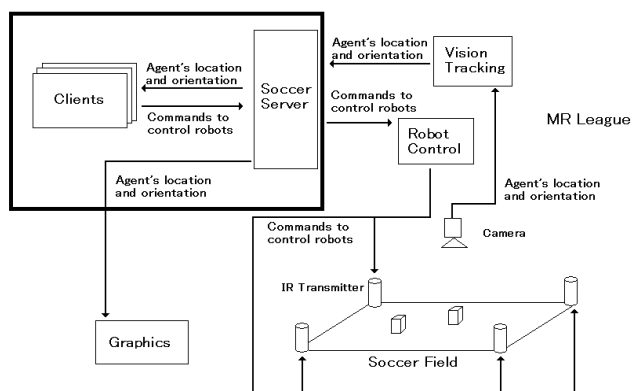 Agent's location
and orientation
Clients
Commands to
control robots
Soccer
Server
Agent's location
and orientation
Vision
Tracking
Commands to
control robots
Robot
Control
MR League
Agent's location
and orientation
Agent's location
and orientation
Commands to
control robots
Camera
IR Transmitter
Graphics
Soccer Field